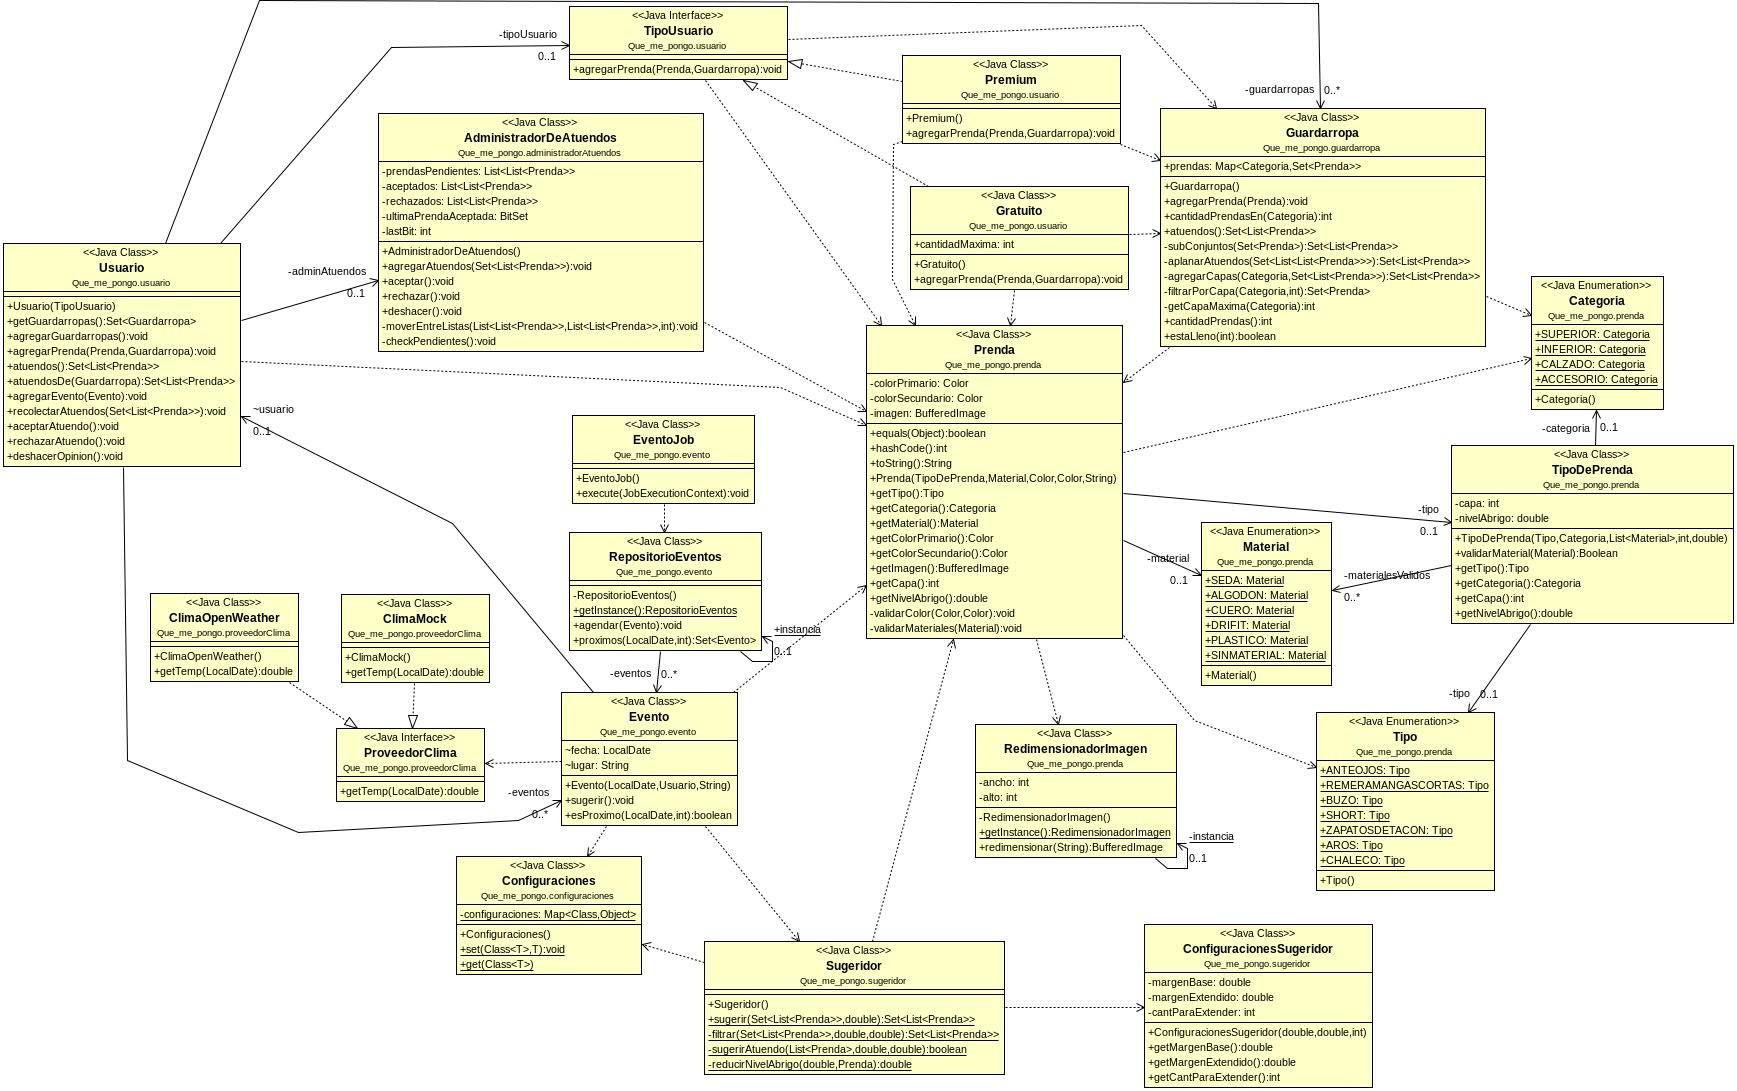 <<Java Interface>>
TipoUsuario
Que_me_pongo.usuario
+agregarPrenda(Prenda,Guardarropa):void
-tipoUsuario
0..1
<<Java Class>>
Premium
Que_me_pongo.usuario
+Premium()
+agregarPrenda(Prenda,Guardarropa):void
-guardarropas
0..*
<<Java Class>>
Guardarropa
Que_me_pongo.guardarropa
+prendas: Map<Categoria,Set<Prenda>>
+Guardarropa()
+agregarPrenda(Prenda):void
+cantidadPrendasEn(Categoria):int
+atuendos():Set<List<Prenda>>
-subConjuntos(Set<Prenda>):Set<List<Prenda>>
-aplanarAtuendos(Set<List<List<Prenda>>>):Set<List<Prenda>>
-agregarCapas(Categoria,Set<List<Prenda>>):Set<List<Prenda>>
-filtrarPorCapa(Categoria,int):Set<Prenda>
-getCapaMaxima(Categoria):int
+cantidadPrendas():int
+estaLleno(int):boolean
<<Java Class>>
AdministradorDeAtuendos
Que_me_pongo.administradorAtuendos
-prendasPendientes: List<List<Prenda>>
-aceptados: List<List<Prenda>>
-rechazados: List<List<Prenda>>
-ultimaPrendaAceptada: BitSet
-lastBit: int
+AdministradorDeAtuendos()
+agregarAtuendos(Set<List<Prenda>>):void
+aceptar():void
+rechazar():void
+deshacer():void
-moverEntreListas(List<List<Prenda>>,List<List<Prenda>>,int):void
-checkPendientes():void
<<Java Class>>
Gratuito
Que_me_pongo.usuario
+cantidadMaxima: int
+Gratuito()
+agregarPrenda(Prenda,Guardarropa):void
<<Java Class>>
Usuario
Que_me_pongo.usuario
+Usuario(TipoUsuario)
+getGuardarropas():Set<Guardarropa>
+agregarGuardarropas():void
+agregarPrenda(Prenda,Guardarropa):void
+atuendos():Set<List<Prenda>>
+atuendosDe(Guardarropa):Set<List<Prenda>>
+agregarEvento(Evento):void
+recolectarAtuendos(Set<List<Prenda>>):void
+aceptarAtuendo():void
+rechazarAtuendo():void
+deshacerOpinion():void
-adminAtuendos
0..1
~usuario
0..1
<<Java Enumeration>>
Categoria
Que_me_pongo.prenda
+SUPERIOR: Categoria
+INFERIOR: Categoria
+CALZADO: Categoria
+ACCESORIO: Categoria
+Categoria()
-categoria
0..1
<<Java Class>>
Prenda
Que_me_pongo.prenda
-colorPrimario: Color
-colorSecundario: Color
-imagen: BufferedImage
+equals(Object):boolean
+hashCode():int
+toString():String
+Prenda(TipoDePrenda,Material,Color,Color,String)
+getTipo():Tipo
+getCategoria():Categoria
+getMaterial():Material
+getColorPrimario():Color
+getColorSecundario():Color
+getImagen():BufferedImage
+getCapa():int
+getNivelAbrigo():double
-validarColor(Color,Color):void
-validarMateriales(Material):void
<<Java Class>>
EventoJob
Que_me_pongo.evento
+EventoJob()
+execute(JobExecutionContext):void
<<Java Class>>
TipoDePrenda
Que_me_pongo.prenda
-capa: int
-nivelAbrigo: double
+TipoDePrenda(Tipo,Categoria,List<Material>,int,double)
+validarMaterial(Material):Boolean
+getTipo():Tipo
+getCategoria():Categoria
+getCapa():int
+getNivelAbrigo():double
-tipo
0..1
-material
0..1
<<Java Enumeration>>
Material
Que_me_pongo.prenda
+SEDA: Material
+ALGODON: Material
+CUERO: Material
+DRIFIT: Material
+PLASTICO: Material
+SINMATERIAL: Material
+Material()
-materialesValidos
0..*
<<Java Class>>
RepositorioEventos
Que_me_pongo.evento
-RepositorioEventos()
+getInstance():RepositorioEventos
+agendar(Evento):void
+proximos(LocalDate,int):Set<Evento>
+instancia
0..1
-eventos
0..*
<<Java Class>>
ClimaOpenWeather
Que_me_pongo.proveedorClima
+ClimaOpenWeather()
+getTemp(LocalDate):double
<<Java Class>>
ClimaMock
Que_me_pongo.proveedorClima
+ClimaMock()
+getTemp(LocalDate):double
<<Java Interface>>
ProveedorClima
Que_me_pongo.proveedorClima
+getTemp(LocalDate):double
<<Java Class>>
Evento
Que_me_pongo.evento
~fecha: LocalDate
~lugar: String
+Evento(LocalDate,Usuario,String)
+sugerir():void
+esProximo(LocalDate,int):boolean
-eventos
0..*
<<Java Class>>
RedimensionadorImagen
Que_me_pongo.prenda
-ancho: int
-alto: int
-RedimensionadorImagen()
+getInstance():RedimensionadorImagen
+redimensionar(String):BufferedImage
-instancia
0..1
-tipo
0..1
<<Java Enumeration>>
Tipo
Que_me_pongo.prenda
+ANTEOJOS: Tipo
+REMERAMANGASCORTAS: Tipo
+BUZO: Tipo
+SHORT: Tipo
+ZAPATOSDETACON: Tipo
+AROS: Tipo
+CHALECO: Tipo
+Tipo()
<<Java Class>>
Configuraciones
Que_me_pongo.configuraciones
-configuraciones: Map<Class,Object>
+Configuraciones()
+set(Class<T>,T):void
+get(Class<T>)
<<Java Class>>
Sugeridor
Que_me_pongo.sugeridor
+Sugeridor()
+sugerir(Set<List<Prenda>>,double):Set<List<Prenda>>
-filtrar(Set<List<Prenda>>,double,double):Set<List<Prenda>>
-sugerirAtuendo(List<Prenda>,double,double):boolean
-reducirNivelAbrigo(double,Prenda):double
<<Java Class>>
ConfiguracionesSugeridor
Que_me_pongo.sugeridor
-margenBase: double
-margenExtendido: double
-cantParaExtender: int
+ConfiguracionesSugeridor(double,double,int)
+getMargenBase():double
+getMargenExtendido():double
+getCantParaExtender():int